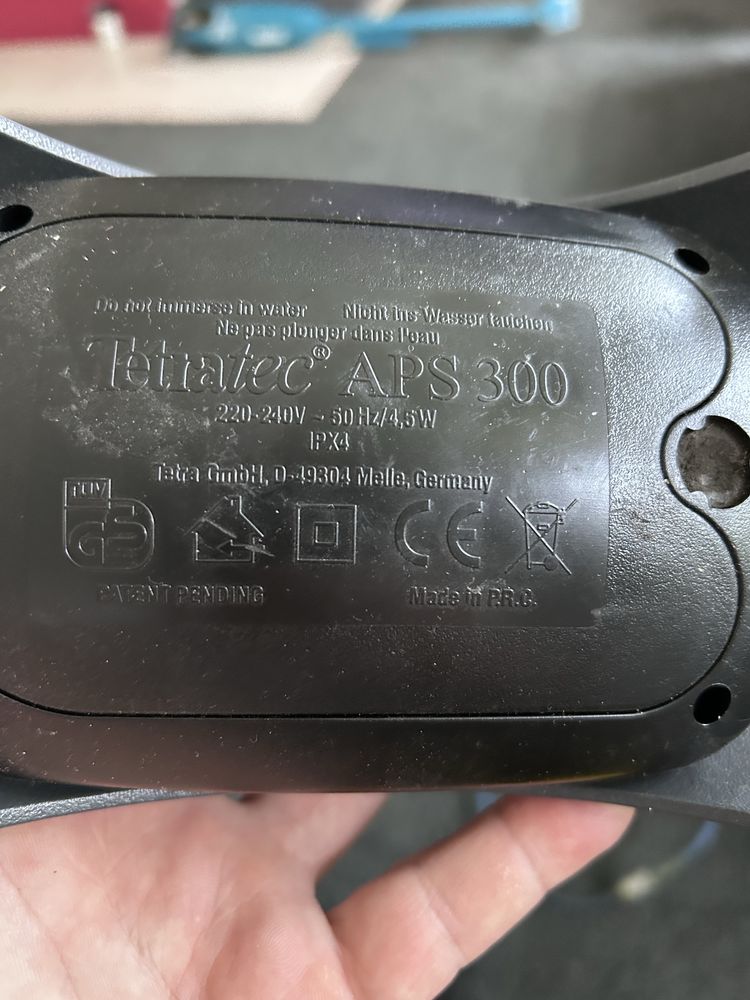 Do not immerse in water Nicht ins Wasser tauchen
Ne pas plonger dans l'eau
Tetratec® APS 300
220-240V ~ 50 Hz/4,5W
IPX4
Tetra GmbH, D-49304 Melle, Germany
TÜV
GS
CE
PATENT PENDING Made in P.R.C.